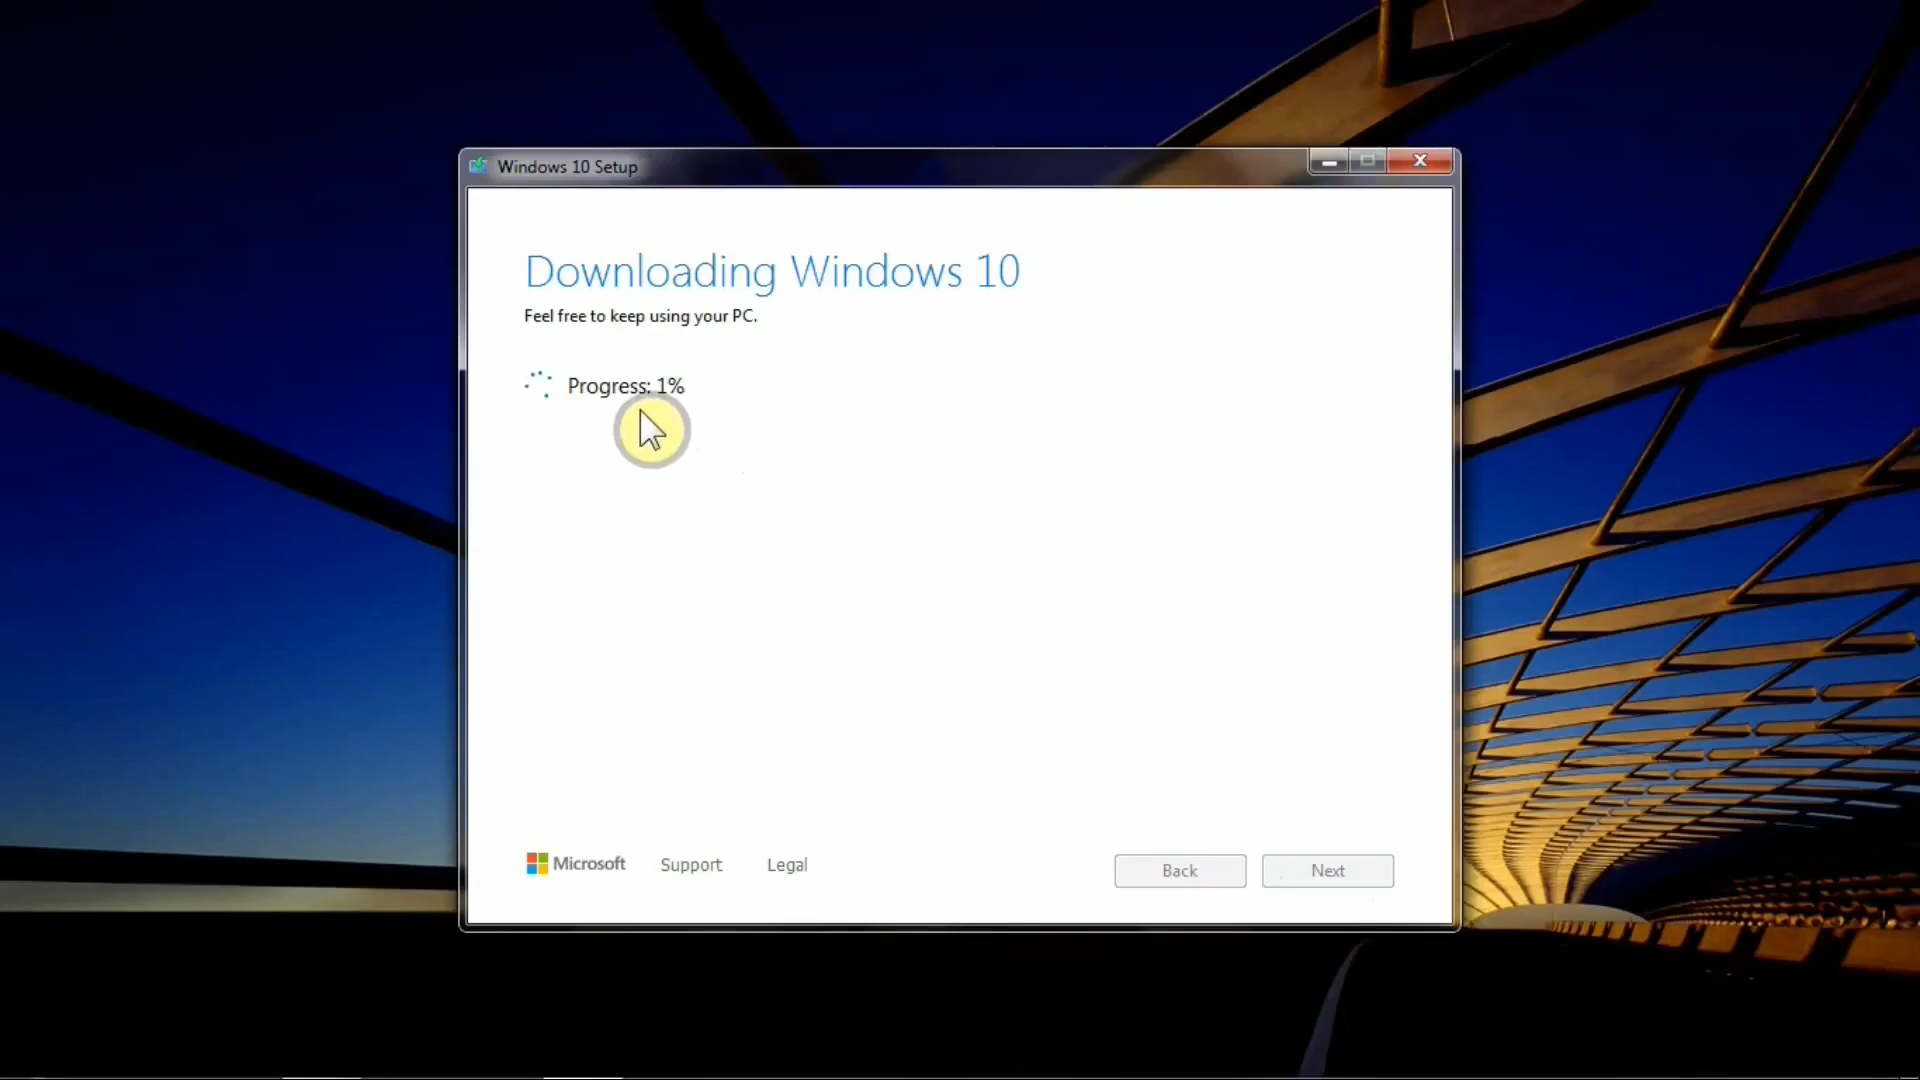 Windows 10 Setup
Downloading Windows 10
Feel free to keep using your PC.
Progress: 1%
Microsoft Support Legal Back Next